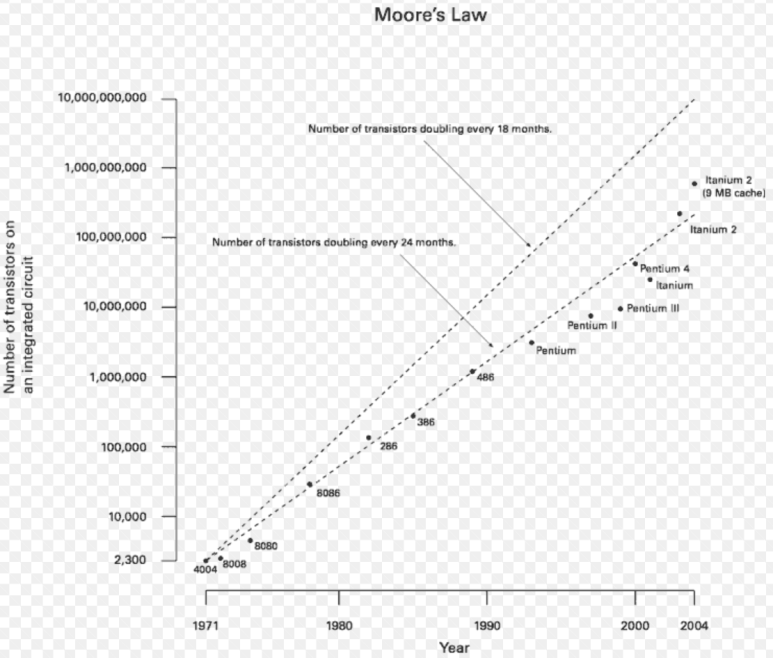 Moore's Law
10,000,000,000
1,000,000,000
100,000,000
10,000,000
1,000,000
100,000
10,000
2,300
Number of transistors on
an integrated circuit
Number of transistors doubling every 18 months.
Number of transistors doubling every 24 months.
Itanium 2
(9 MB cache)
Itanium 2
Pentium 4
Itanium
Pentium III
Pentium II
Pentium
486
386
286
8086
8080
8008
4004
1971
1980
1990
2000
2004
Year